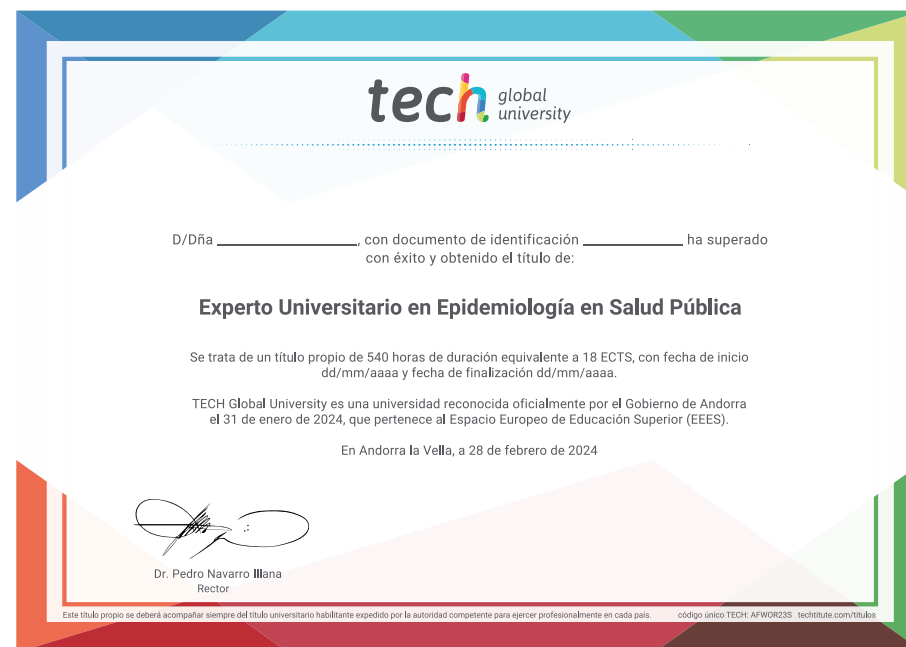 tech global
university
D/Dña ____________________, con documento de identificación ______________ ha superado
con éxito y obtenido el título de:
Experto Universitario en Epidemiología en Salud Pública
Se trata de un título propio de 540 horas de duración equivalente a 18 ECTS, con fecha de inicio
dd/mm/aaaa y fecha de finalización dd/mm/aaaa.
TECH Global University es una universidad reconocida oficialmente por el Gobierno de Andorra
el 31 de enero de 2024, que pertenece al Espacio Europeo de Educación Superior (EEES).
En Andorra la Vella, a 28 de febrero de 2024
Dr. Pedro Navarro Illana
Rector
Este título propio se deberá acompañar siempre del título universitario habilitante expedido por la autoridad competente para ejercer profesionalmente en cada país. código único TECH: AFWOR23S techtitute.com/titulos